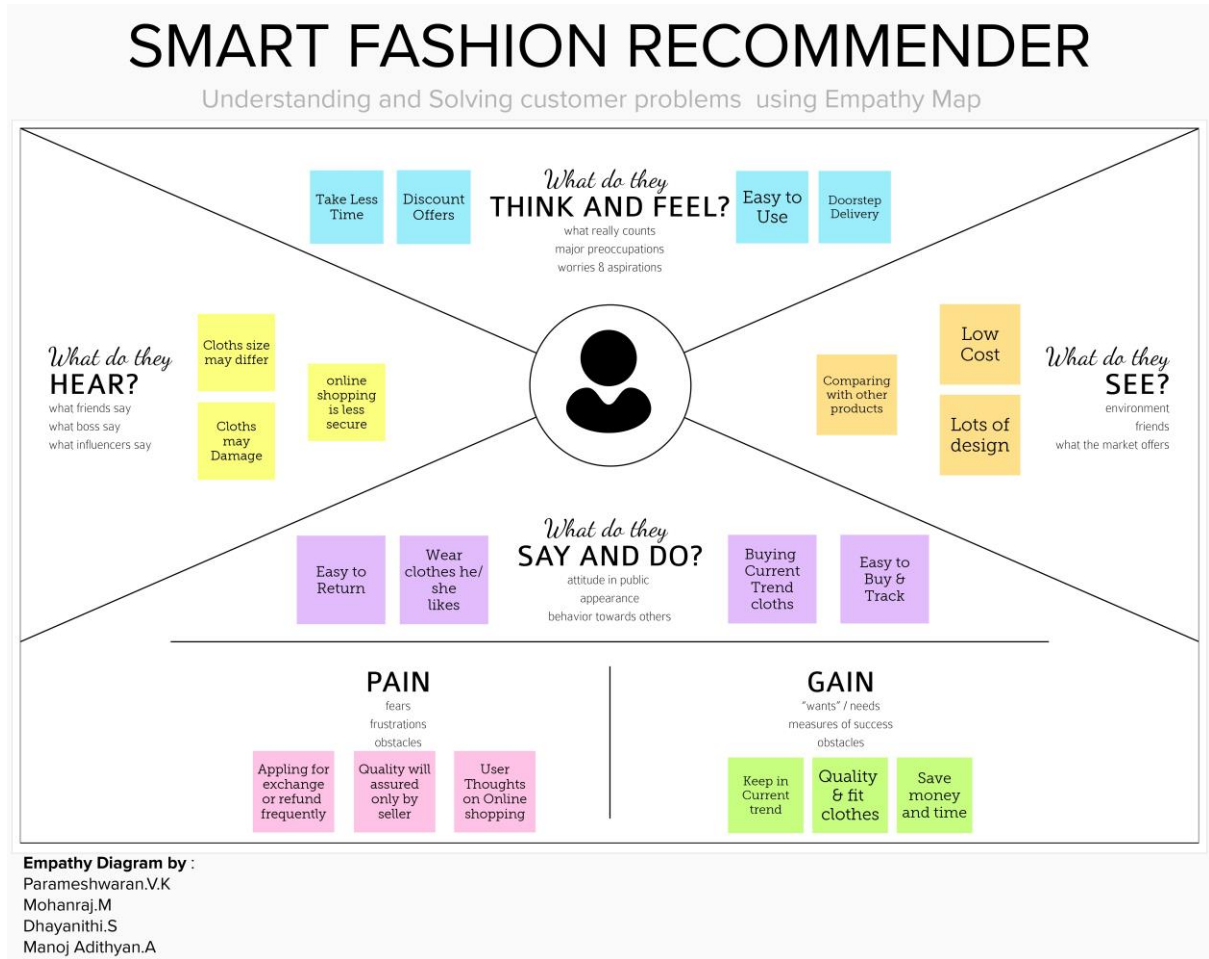 SMART FASHION RECOMMENDER
Understanding and Solving customer problems using Empathy Map
Take Less
Time
Discount
Offers
What do they
THINK AND FEEL?
what really counts
major preoccupations
worries & aspirations
Easy to
Use
Doorstep
Delivery
What do they
HEAR?
what friends say
what boss say
what influencers say
Cloths size
may differ
Cloths
may
Damage
online
shopping
is less
secure
Comparing
with other
products
Low
Cost
Lots of
design
What do they
SEE?
environment
friends
what the market offers
Easy to
Return
Wear
clothes he/
she
likes
What do they
SAY AND DO?
attitude in public
appearance
behavior towards others
Buying
Current
Trend
cloths
Easy to
Buy &
Track
PAIN
fears
frustrations
obstacles
Appling for
exchange
or refund
frequently
Quality will
assured
only by
seller
User
Thoughts
on Online
shopping
GAIN
"wants" / needs
measures of success
obstacles
Keep in
Current
trend
Quality
& fit
clothes
Save
money
and time
Empathy Diagram by :
Parameshwaran.V.K
Mohanraj.M
Dhayanithi.S
Manoj Adithyan.A